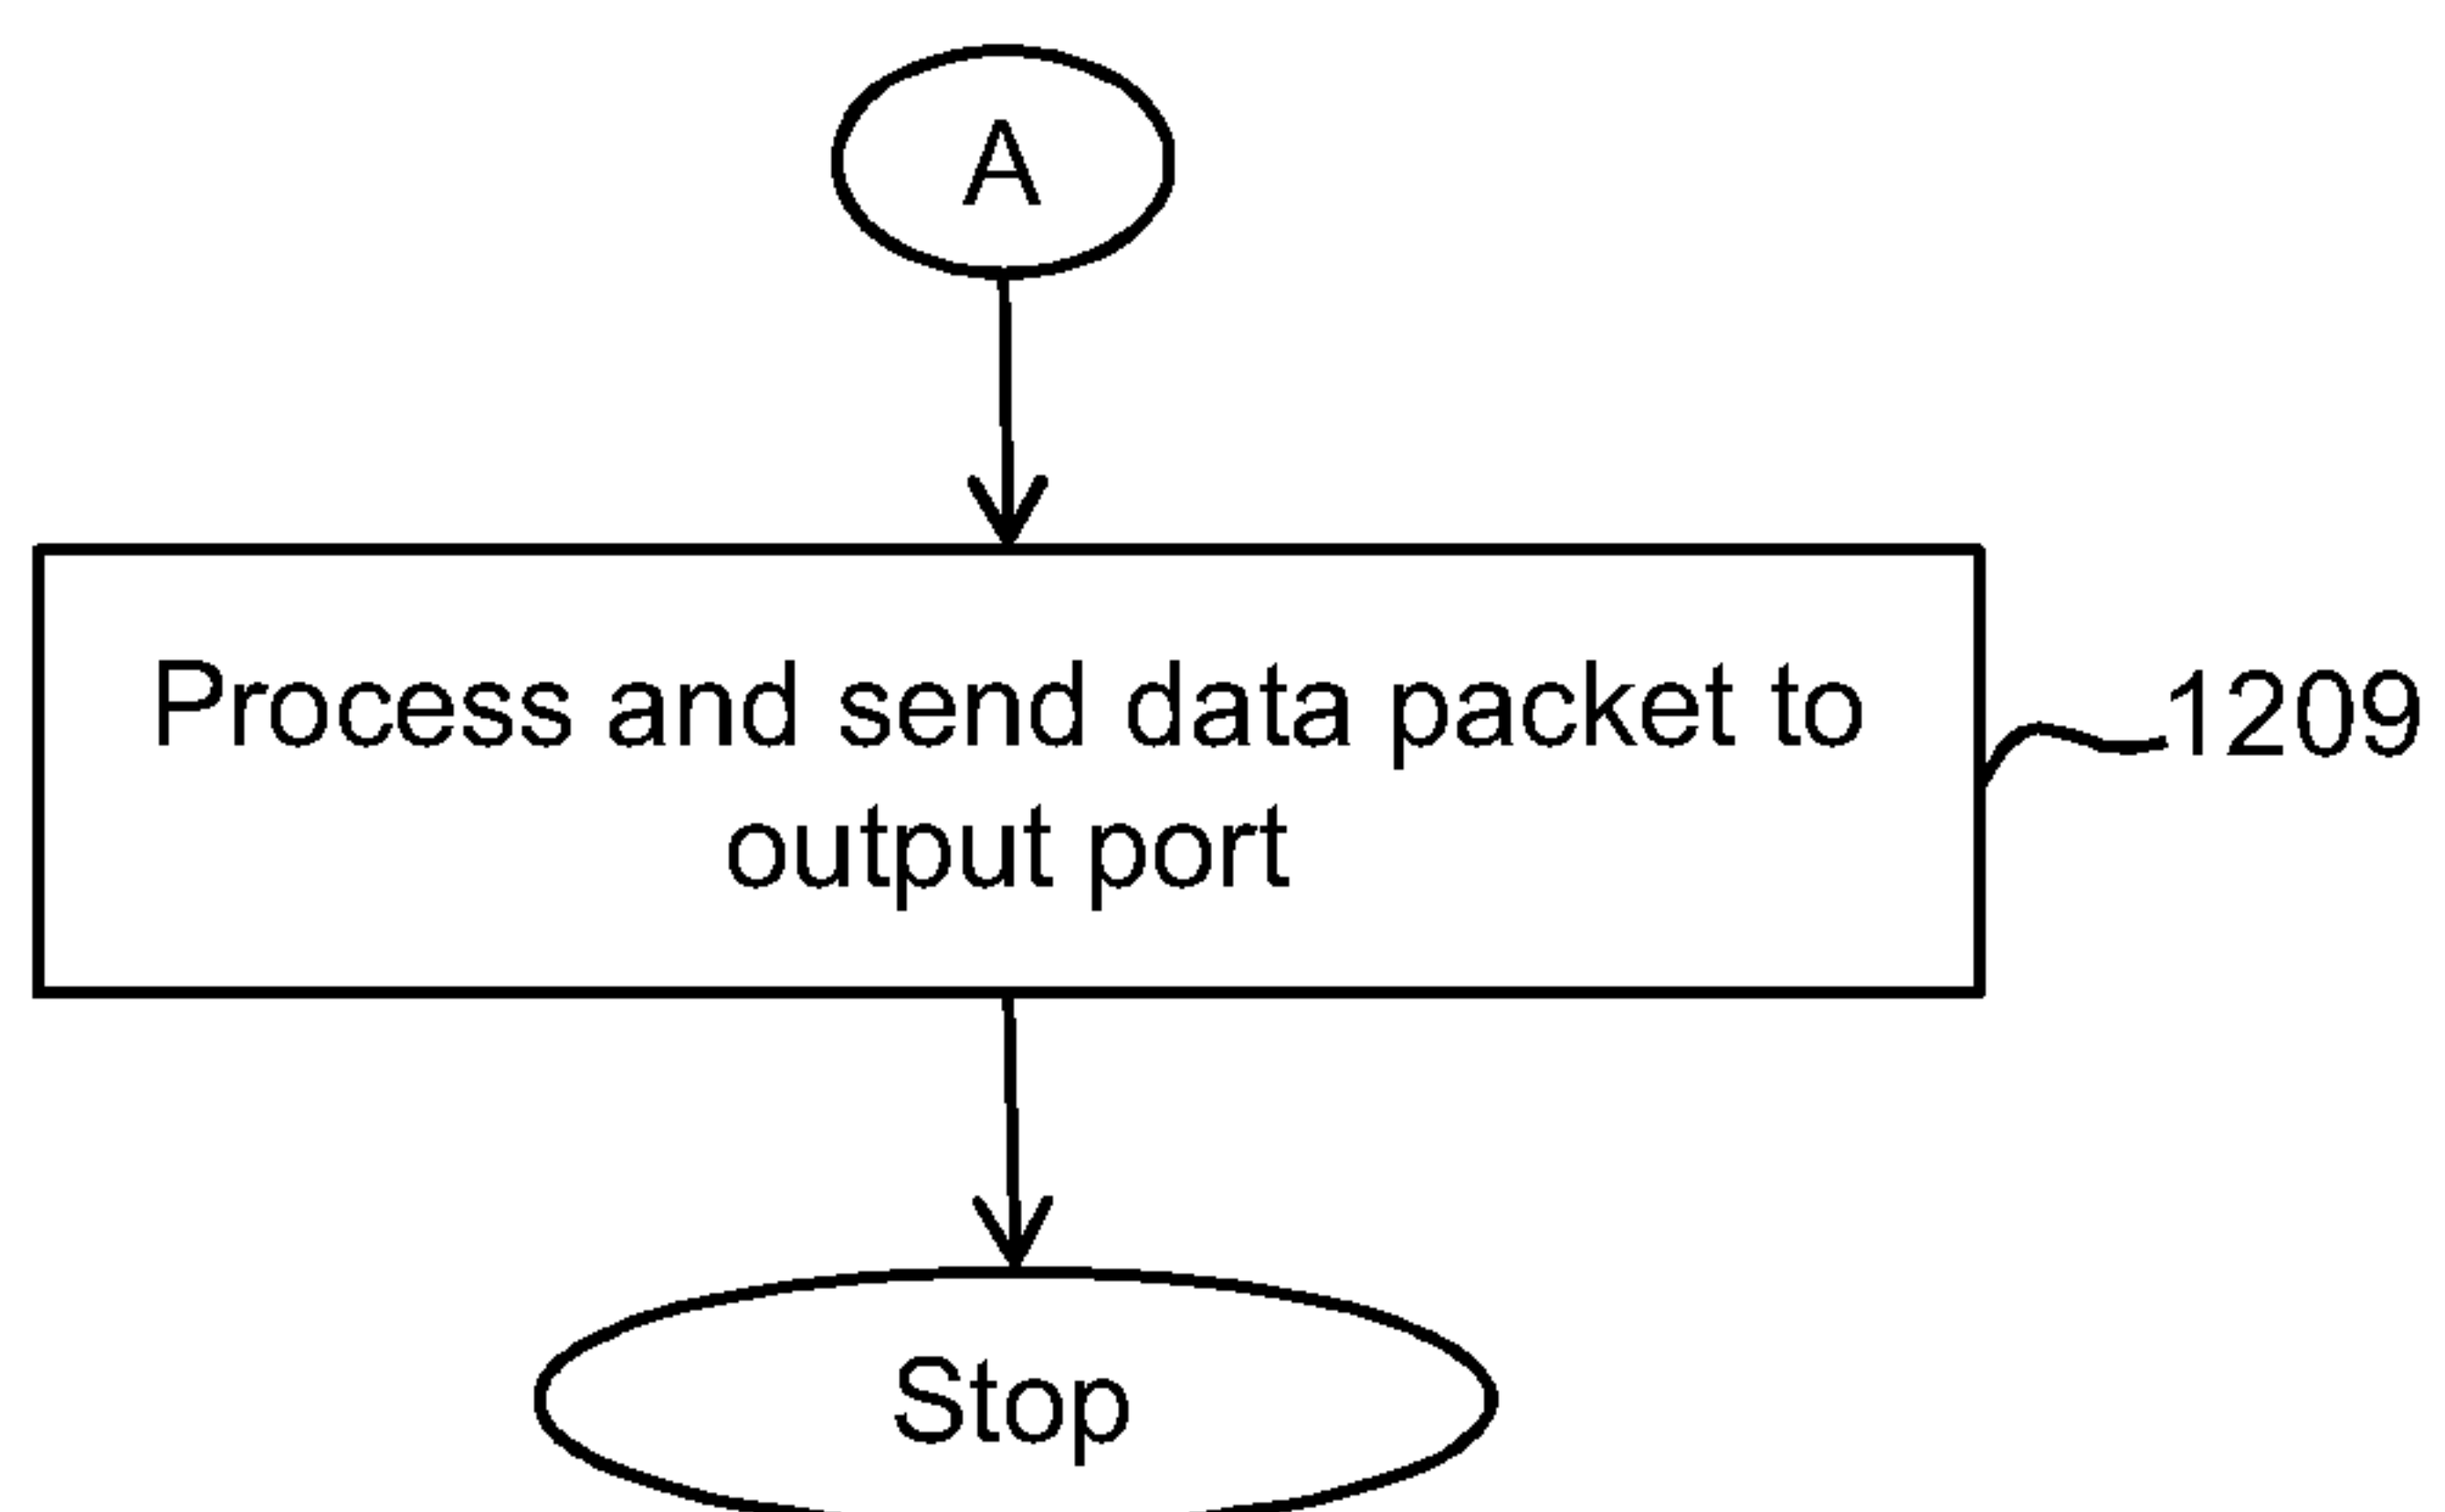 A
Process and send data packet to
output port
1209
Stop